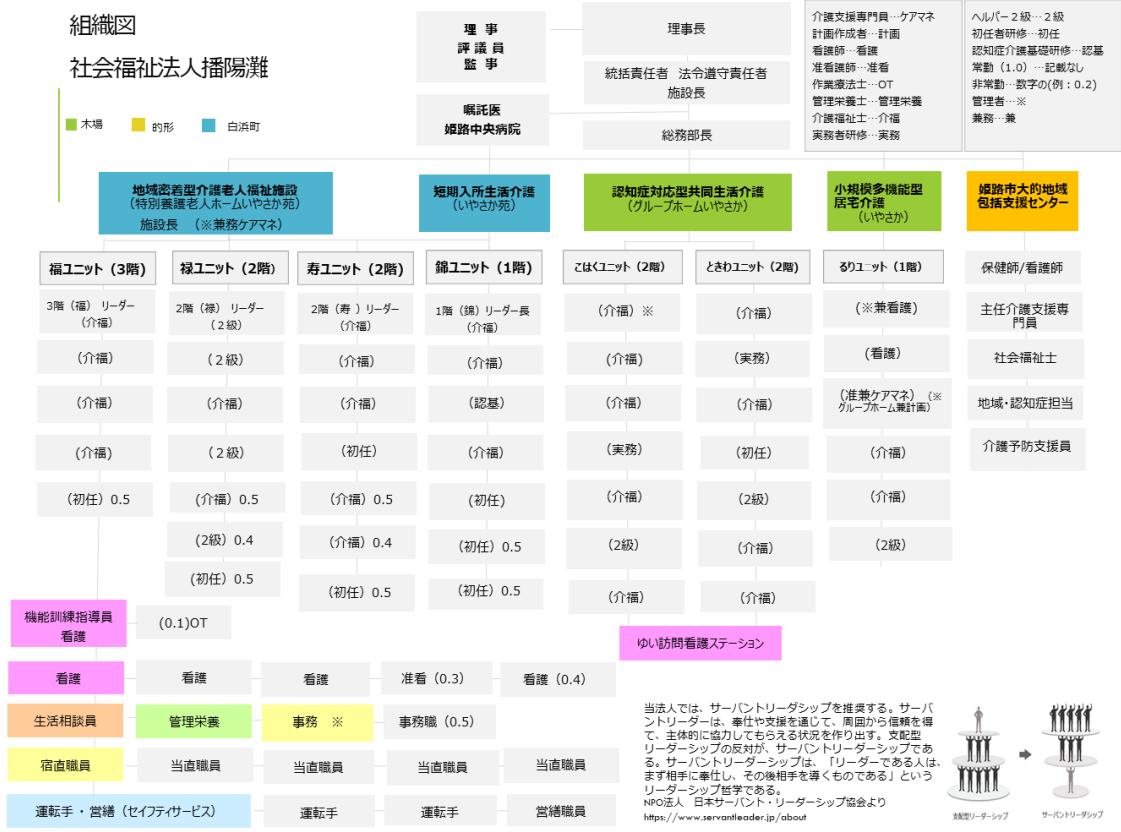 組織図
社会福祉法人播陽灘
木場
的形
白浜町
理 事
評 議 員
監 事
理事長
統括責任者 法令遵守責任者
施設長
嘱託医
姫路中央病院
総務部長
介護支援専門員…ケアマネ
計画作成者…計画
看護師…看護
准看護師…准看
作業療法士…OT
管理栄養士…管理栄養
介護福祉士…介福
実務者研修…実務
ヘルパー２級…２級
初任者研修…初任
認知症介護基礎研修…認基
常勤（1.0）…記載なし
非常勤…数字の(例：0.2)
管理者…※
兼務…兼
地域密着型介護老人福祉施設
(特別養護老人ホームいやさか苑)
施設長 （※兼務ケアマネ）
短期入所生活介護
(いやさか苑)
認知症対応型共同生活介護
(グループホームいやさか)
小規模多機能型
居宅介護
(いやさか)
姫路市大的地域
包括支援センター
福ユニット（3階）
禄ユニット（2階）
寿ユニット（2階）
錦ユニット（1階）
こはくユニット（2階）
ときわユニット（2階）
るりユニット（1階）
保健師/看護師
3階（福） リーダー
（介福）
2階（禄）リーダー
（２級）
2階（寿 ）リーダー
（介福）
1階（錦）リーダー長
（介福）
（介福）※
（介福）
（※兼看護）
主任介護支援専
門員
（介福）
（２級）
（介福）
（介福）
（介福）
（実務）
（看護）
社会福祉士
（介福）
（介福）
（介福）
（認基）
（介福）
（介福）
（准兼ケアマネ）（※
グループホーム兼計画）
地域・認知症担当
（介福）
（２級）
（初任）
（介福）
（実務）
（初任）
（介福）
介護予防支援員
（初任）0.5
（介福）0.5
（介福）0.5
（初任）
（介福）
（2級）
（介福）
（2級）0.4
（介福）0.4
（初任）0.5
（2級）
（介福）
（2級）
（初任）0.5
（初任）0.5
（初任）0.5
（介福）
（介福）
機能訓練指導員
看護
(0.1)OT
ゆい訪問看護ステーション
看護
看護
看護
准看（0.3）
看護（0.4）
生活相談員
管理栄養
事務 ※
事務職（0.5）
宿直職員
当直職員
当直職員
当直職員
当直職員
運転手・営繕（セイフティサービス）
運転手
運転手
営繕職員
当法人では、サーバントリーダシップを推奨する。サーバ
ントリーダーは、奉仕や支援を通じて、周囲から信頼を得
て、主体的に協力してもらえる状況を作り出す。支配型
リーダーシップの反対が、サーバントリーダーシップであ
る。サーバントリーダーシップは、「リーダーである人は、
まず相手に奉仕し、その後相手を導くものである」という
リーダーシップ哲学である。
NPO法人 日本サーバント・リーダーシップ協会より
https://www.servantleader.jp/about
支配型リーダーシップ
サーバントリーダシップ